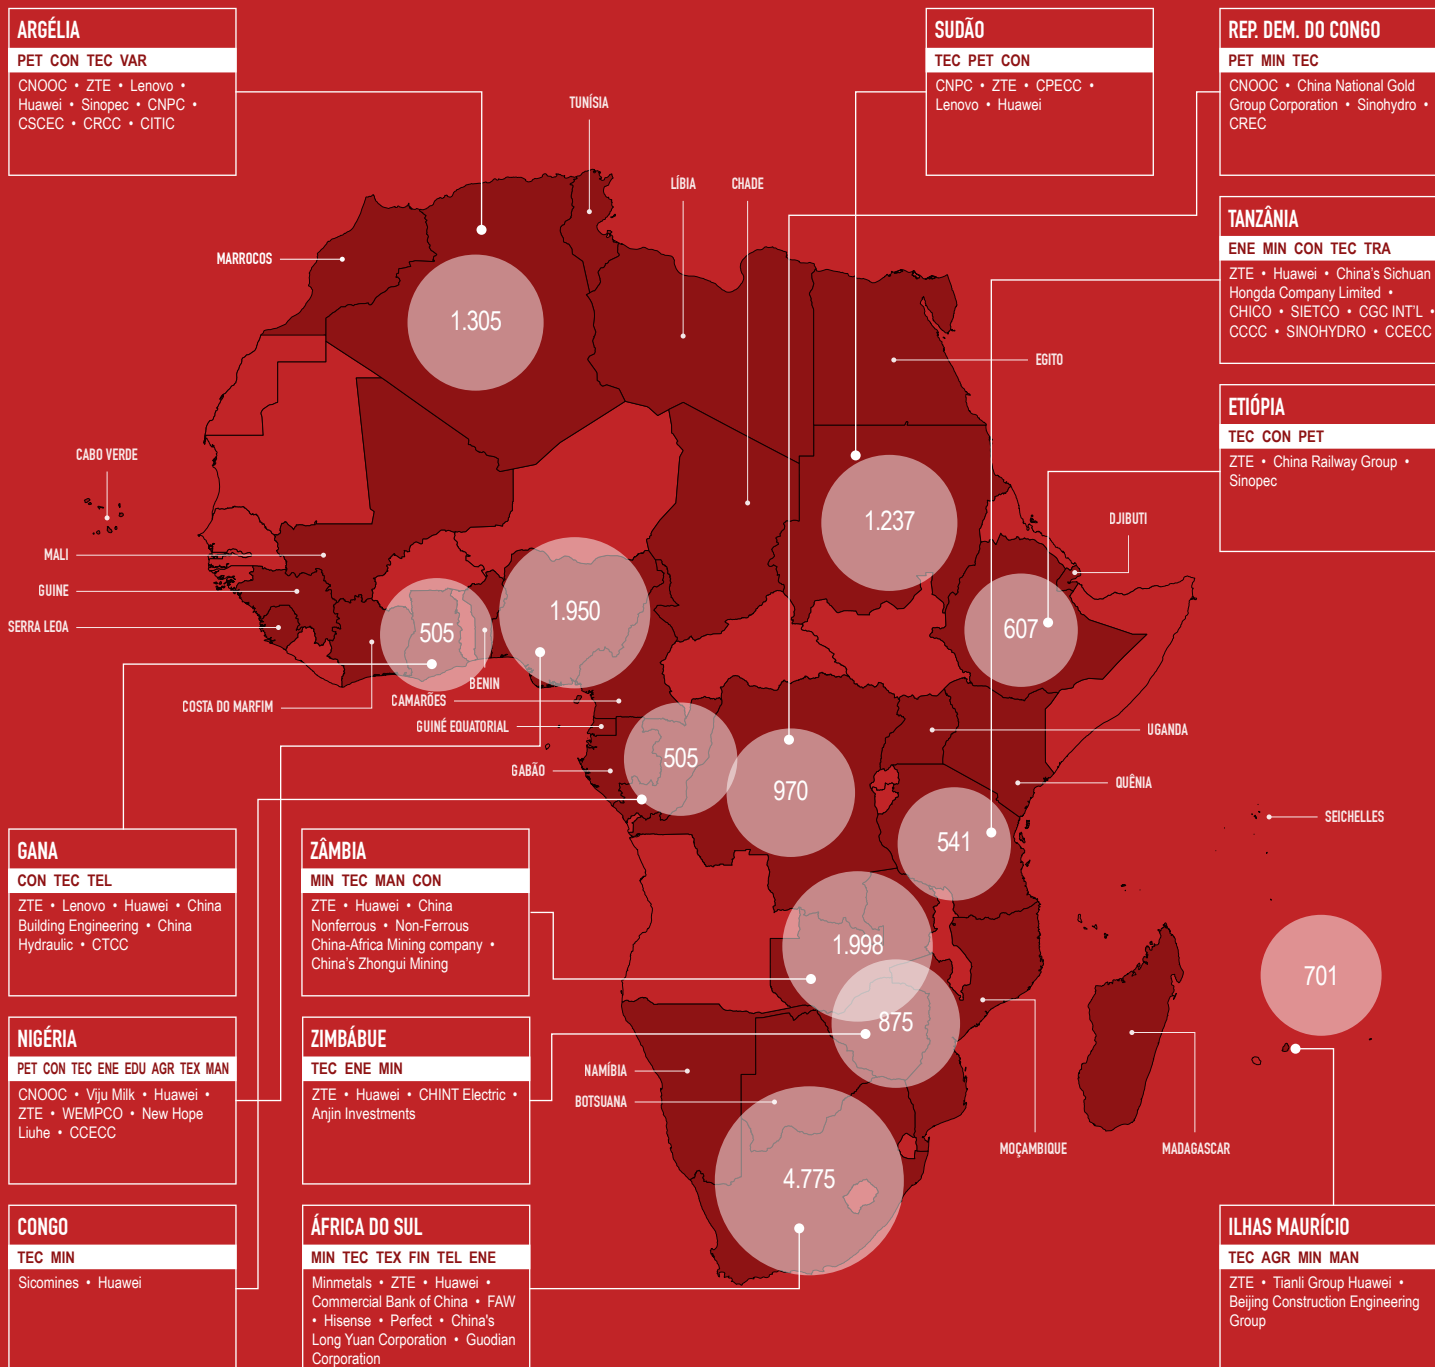 ARGÉLIA
PET CON TEC VAR
CNOOC • ZTE • Lenovo •
Huawei • Sinopec • CNPC •
CSCEC • CRCC • CITIC
SUDÃO
TEC PET CON
CNPC • ZTE • CPECC •
Lenovo • Huawei
REP. DEM. DO CONGO
PET MIN TEC
CNOOC • China National Gold
Group Corporation • Sinohydro •
CREC
TANZÂNIA
ENE MIN CON TEC TRA
ZTE • Huawei • China's Sichuan
Hongda Company Limited •
CHICO • SIETCO • CGC INT'L •
CCCC • SINOHYDRO • CCECC
ETIÓPIA
TEC CON PET
ZTE • China Railway Group •
Sinopec
TUNÍSIA
LÍBIA
CHADE
MARROCOS
1.305
EGITO
CABO VERDE
1.237
DJIBUTI
MALI
GUINE
SERRA LEOA
505
1.950
607
BENIN
COSTA DO MARFIM
CAMARÕES
GUINÉ EQUATORIAL
UGANDA
GABÃO
505
970
QUÊNIA
SEICHELLES
541
GANA
CON TEC TEL
ZTE • Lenovo • Huawei • China
Building Engineering • China
Hydraulic • CTCC
ZÂMBIA
MIN TEC MAN CON
ZTE • Huawei • China
Nonferrous • Non-Ferrous
China-Africa Mining company •
China's Zhongui Mining
1.998
701
875
NIGÉRIA
PET CON TEC ENE EDU AGR TEX MAN
CNOOC • Viju Milk • Huawei •
ZTE • WEMPCO • New Hope
Liuhe • CCECC
ZIMBÁBUE
TEC ENE MIN
ZTE • Huawei • CHINT Electric •
Anjin Investments
NAMÍBIA
BOTSUANA
MOÇAMBIQUE
MADAGASCAR
4.775
CONGO
TEC MIN
Sicomines • Huawei
ÁFRICA DO SUL
MIN TEC TEX FIN TEL ENE
Minmetals • ZTE • Huawei •
Commercial Bank of China • FAW
• Hisense • Perfect • China's
Long Yuan Corporation • Guodian
Corporation
ILHAS MAURÍCIO
TEC AGR MIN MAN
ZTE • Tianli Group Huawei •
Beijing Construction Engineering
Group